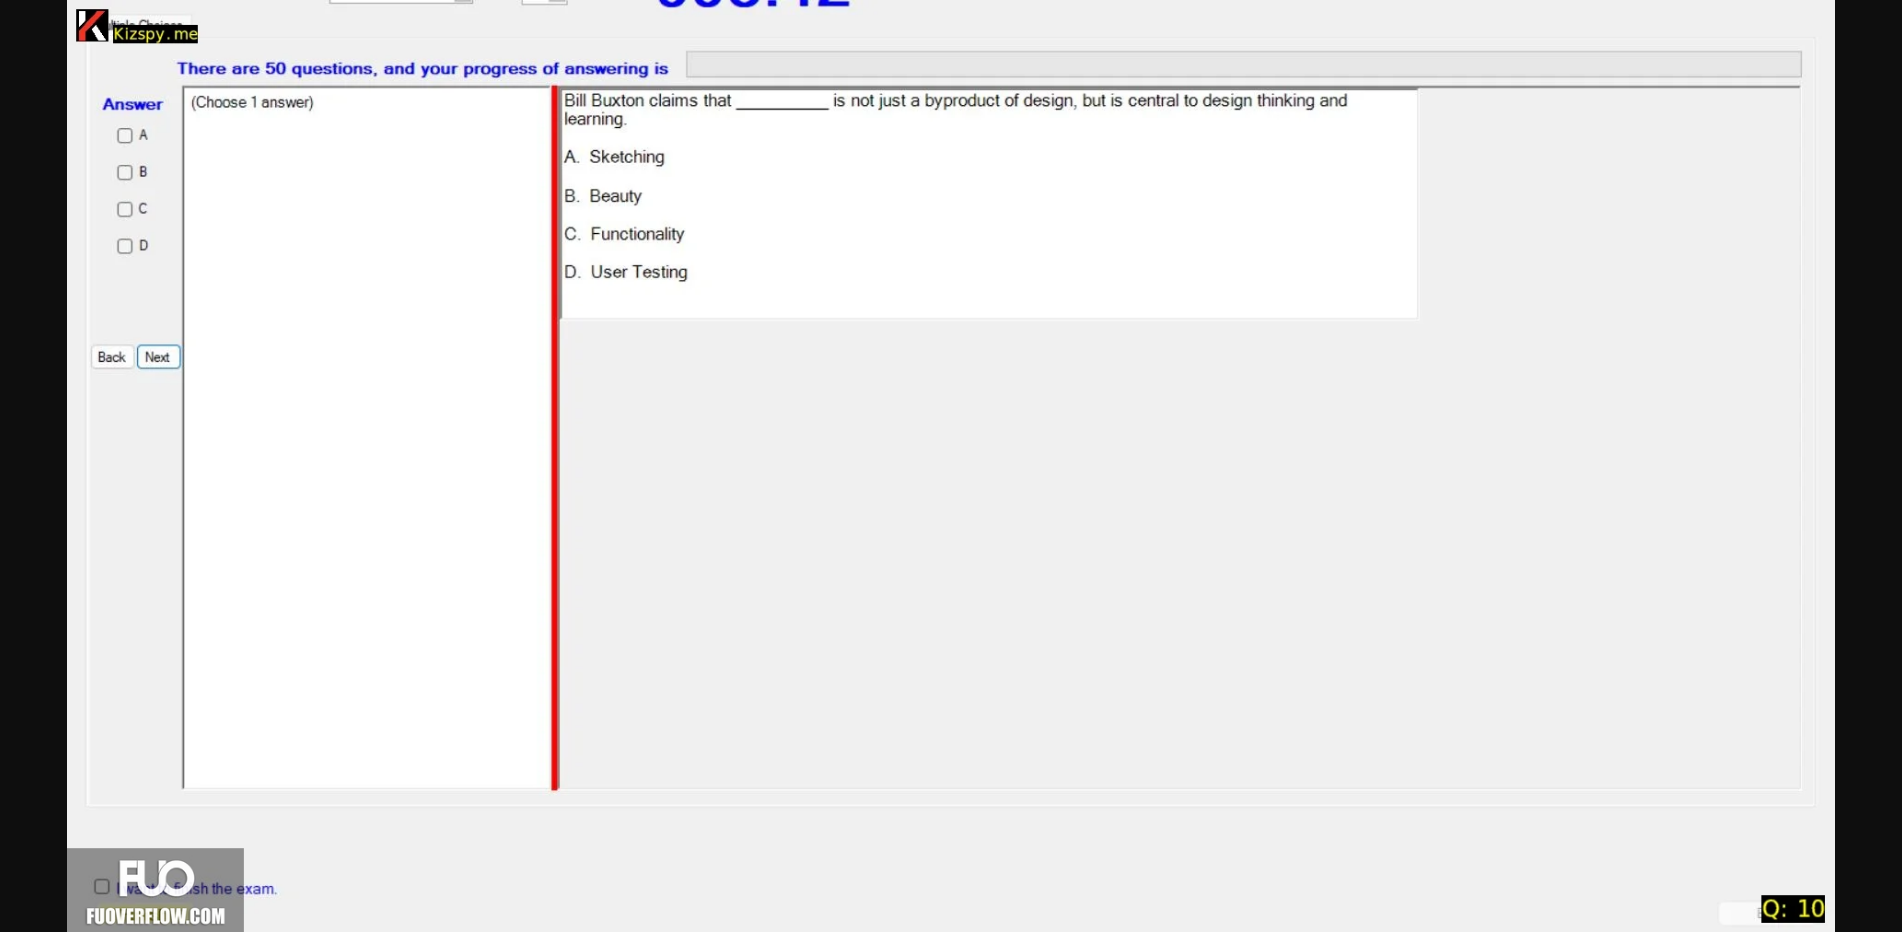 Kizspy.me
There are 50 questions, and your progress of answering is
Answer
(Choose 1 answer)
A
B
C
D
Back
Next
Bill Buxton claims that __________ is not just a byproduct of design, but is central to design thinking and
learning.
A. Sketching
B. Beauty
C. Functionality
D. User Testing
FUO
FUOVERFLOW.COM
I want finish the exam.
Q: 10